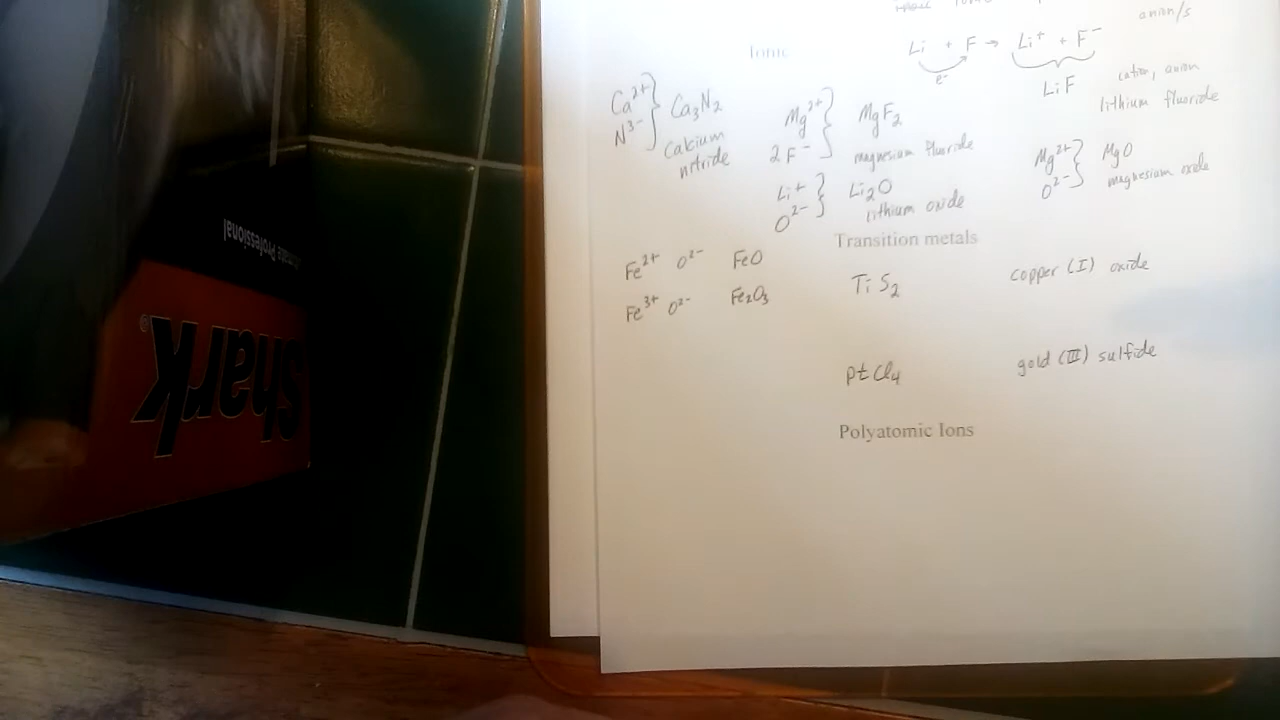 anion/s
Ionic
Li + F → Li⁺ + F⁻
e⁻
LiF
cation, anion
lithium fluoride
Ca²⁺
N³⁻
Ca₃N₂
calcium
nitride
Mg²⁺
2F⁻
MgF₂
magnesium fluoride
Mg²⁺
O²⁻
MgO
magnesium oxide
Li⁺
O²⁻
Li₂O
lithium oxide
Transition metals
Fe²⁺ O²⁻ FeO
Fe³⁺ O²⁻ Fe₂O₃
TiS₂
copper (I) oxide
PtCl₄
gold (III) sulfide
Polyatomic Ions
Shark®
Professional